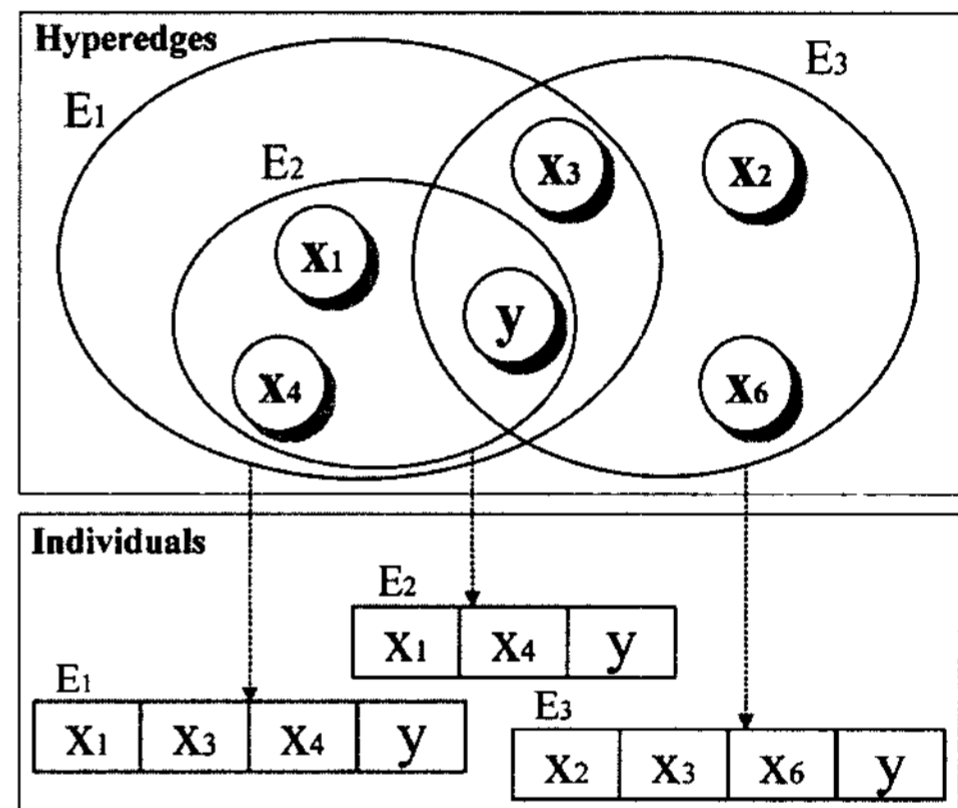 Hyperedges
E3
E1
E2
x3
x2
x1
y
x4
x6
Individuals
E2
x1 x4 y
E1
x1 x3 x4 y
E3
x2 x3 x6 y